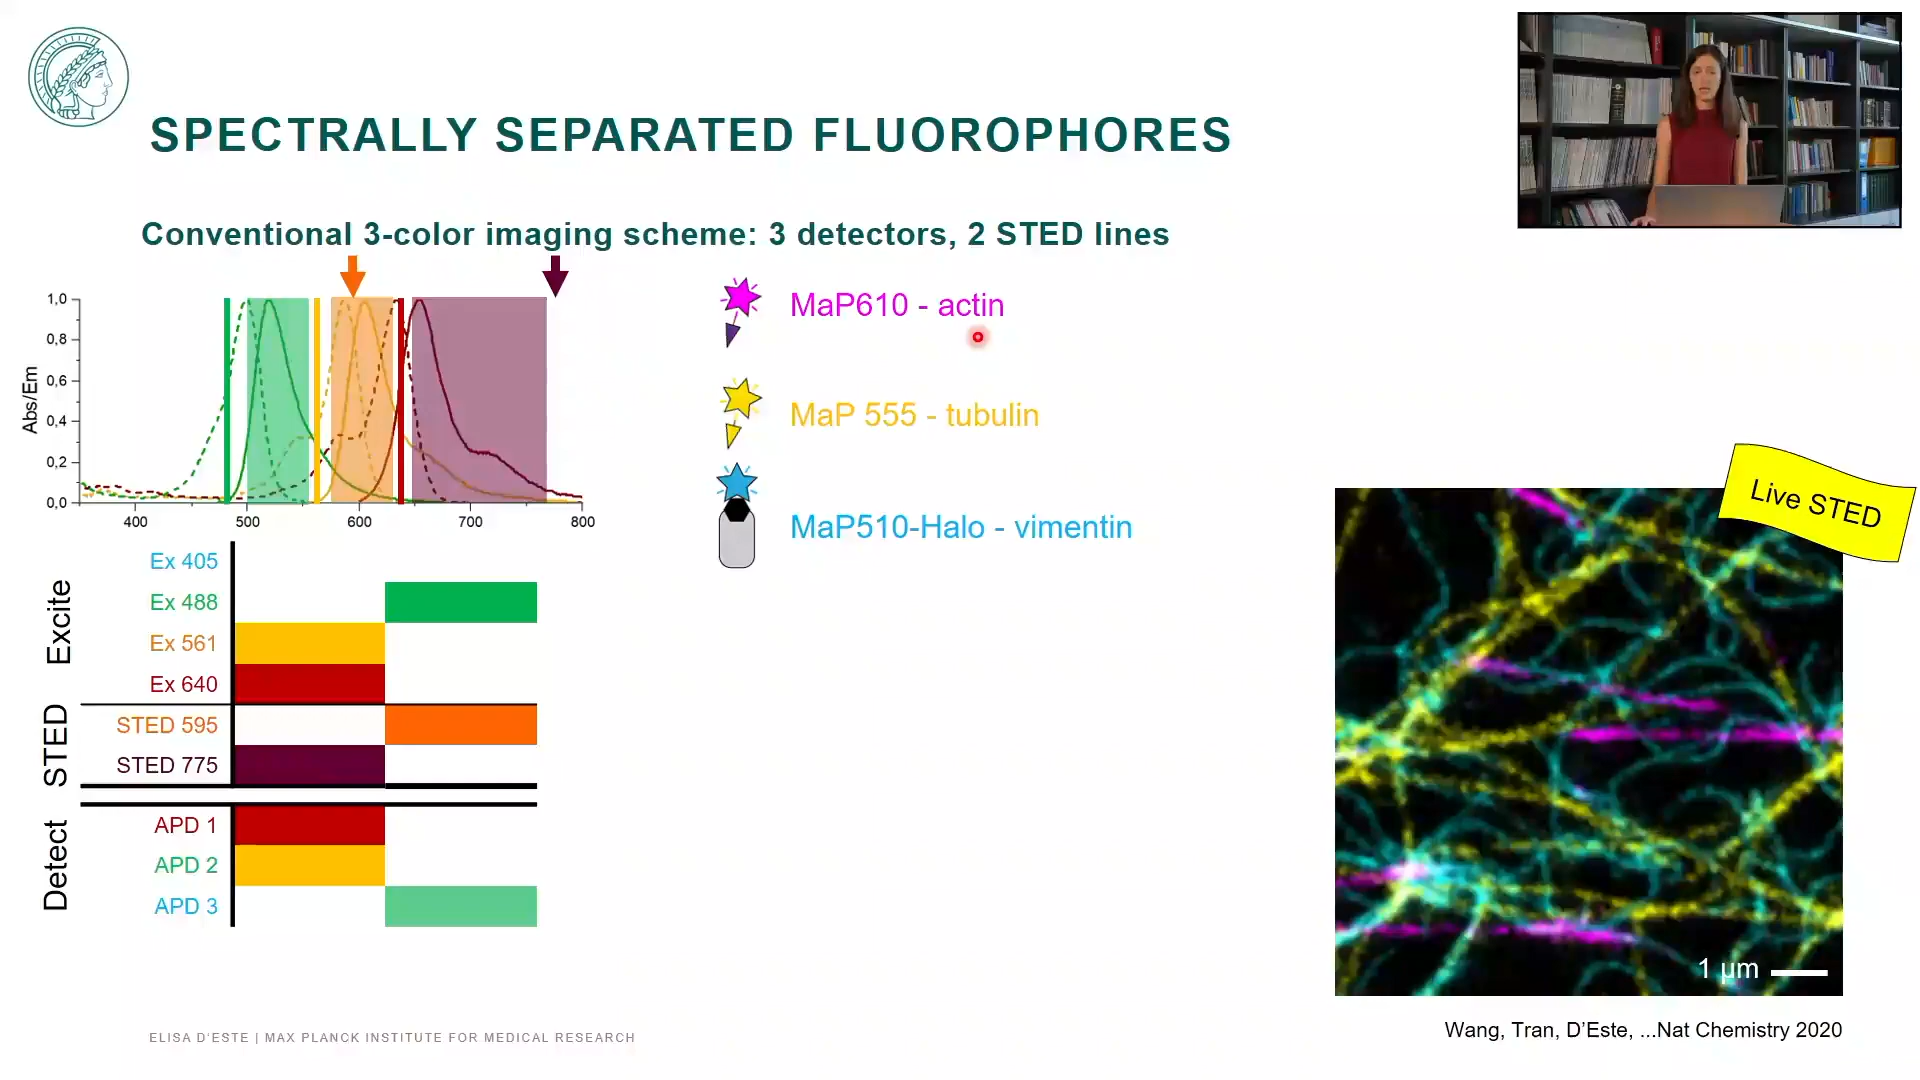 SPECTRALLY SEPARATED FLUOROPHORES
Conventional 3-color imaging scheme: 3 detectors, 2 STED lines
Abs/Em
1,0
0,8
0,6
0,4
0,2
0,0
400 500 600 700 800
MaP610 - actin
MaP 555 - tubulin
MaP510-Halo - vimentin
Excite
Ex 405
Ex 488
Ex 561
Ex 640
STED
STED 595
STED 775
Detect
APD 1
APD 2
APD 3
Live STED
1 µm
Wang, Tran, D’Este, ...Nat Chemistry 2020
ELISA D‘ESTE | MAX PLANCK INSTITUTE FOR MEDICAL RESEARCH